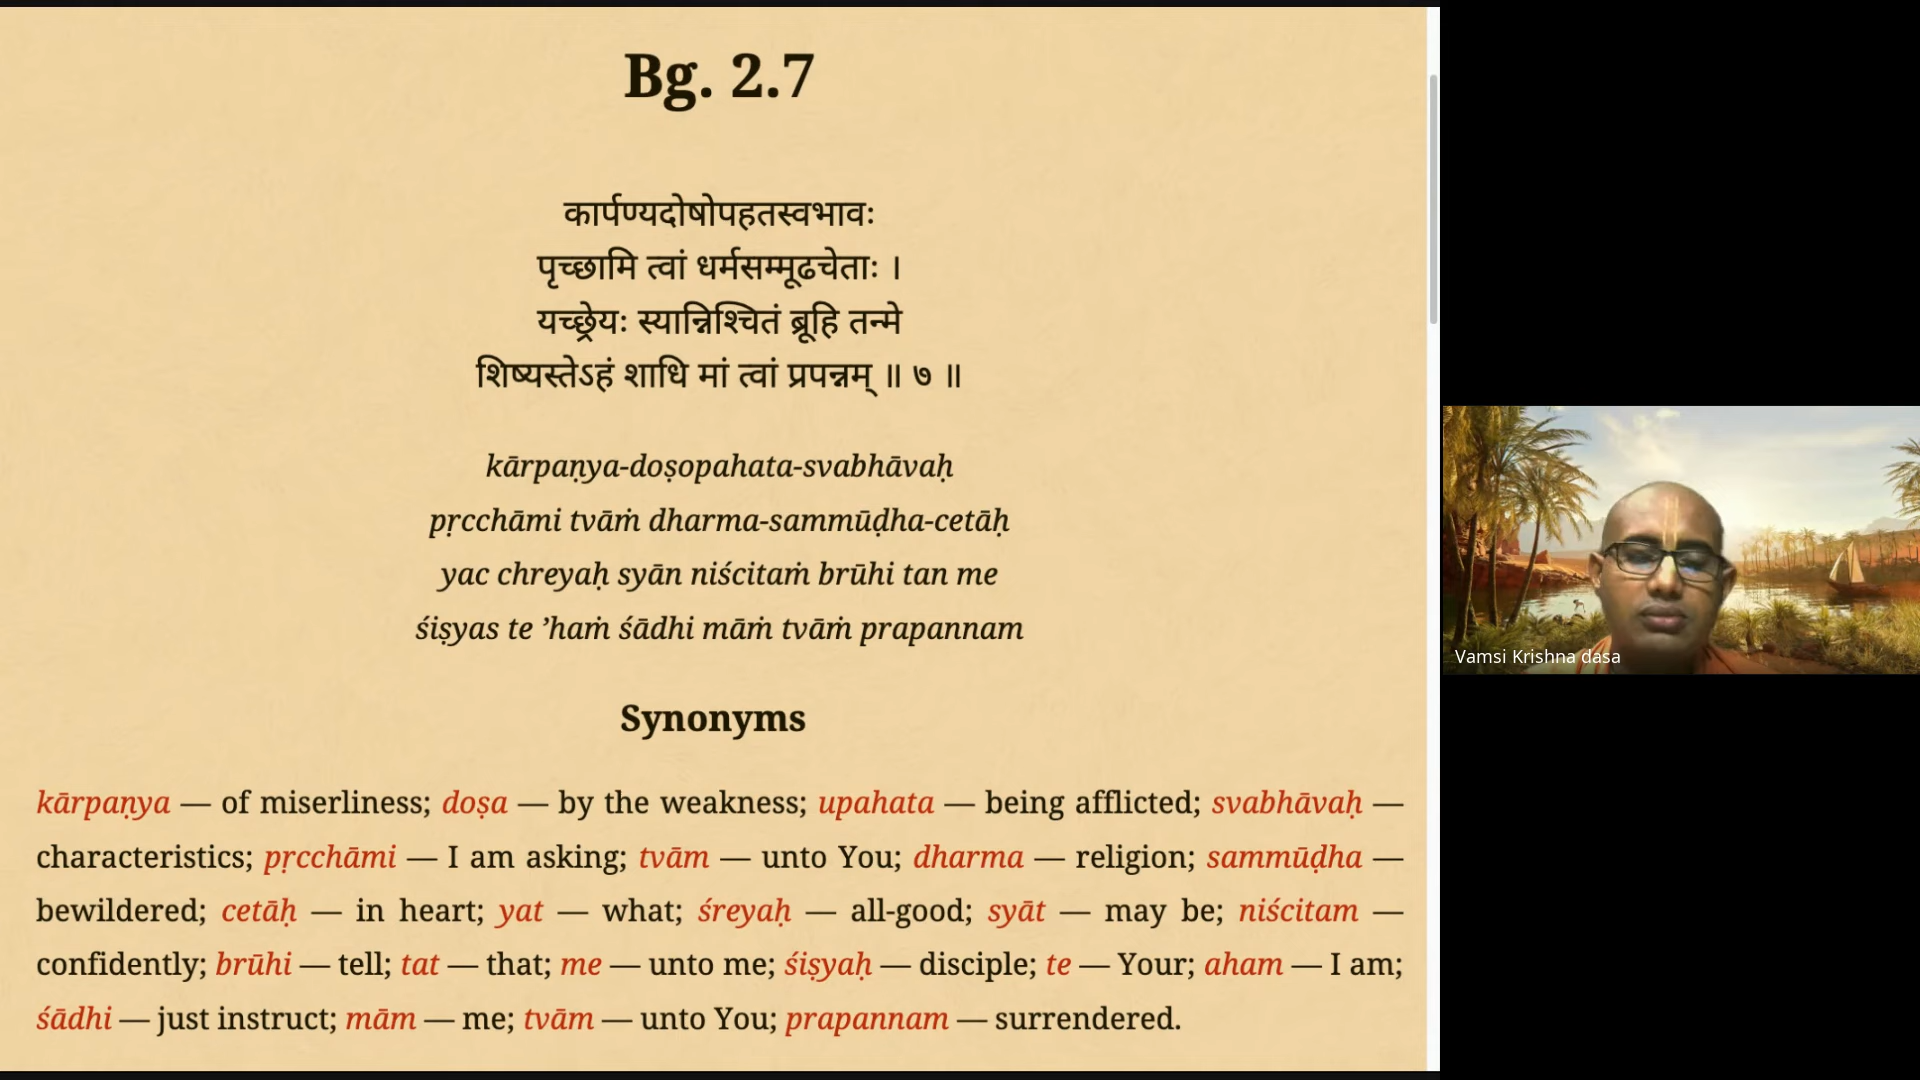 Bg. 2.7
कार्पण्यदोषोपहतस्वभावः
पृच्छामि त्वां धर्मसम्मूढचेताः ।
यच्छ्रेयः स्यान्निश्चितं ब्रूहि तन्मे
शिष्यस्तेऽहं शाधि मां त्वां प्रपन्नम् ॥ ७ ॥
kārpaṇya-doṣopahata-svabhāvaḥ
pṛcchāmi tvāṁ dharma-sammūḍha-cetāḥ
yac chreyaḥ syān niścitaṁ brūhi tan me
śiṣyas te ’haṁ śādhi māṁ tvāṁ prapannam
Synonyms
kārpaṇya — of miserliness; doṣa — by the weakness; upahata — being afflicted; svabhāvaḥ —
characteristics; pṛcchāmi — I am asking; tvām — unto You; dharma — religion; sammūḍha —
bewildered; cetāḥ — in heart; yat — what; śreyaḥ — all-good; syāt — may be; niścitam —
confidently; brūhi — tell; tat — that; me — unto me; śiṣyaḥ — disciple; te — Your; aham — I am;
śādhi — just instruct; mām — me; tvām — unto You; prapannam — surrendered.
Vamsi Krishna dasa